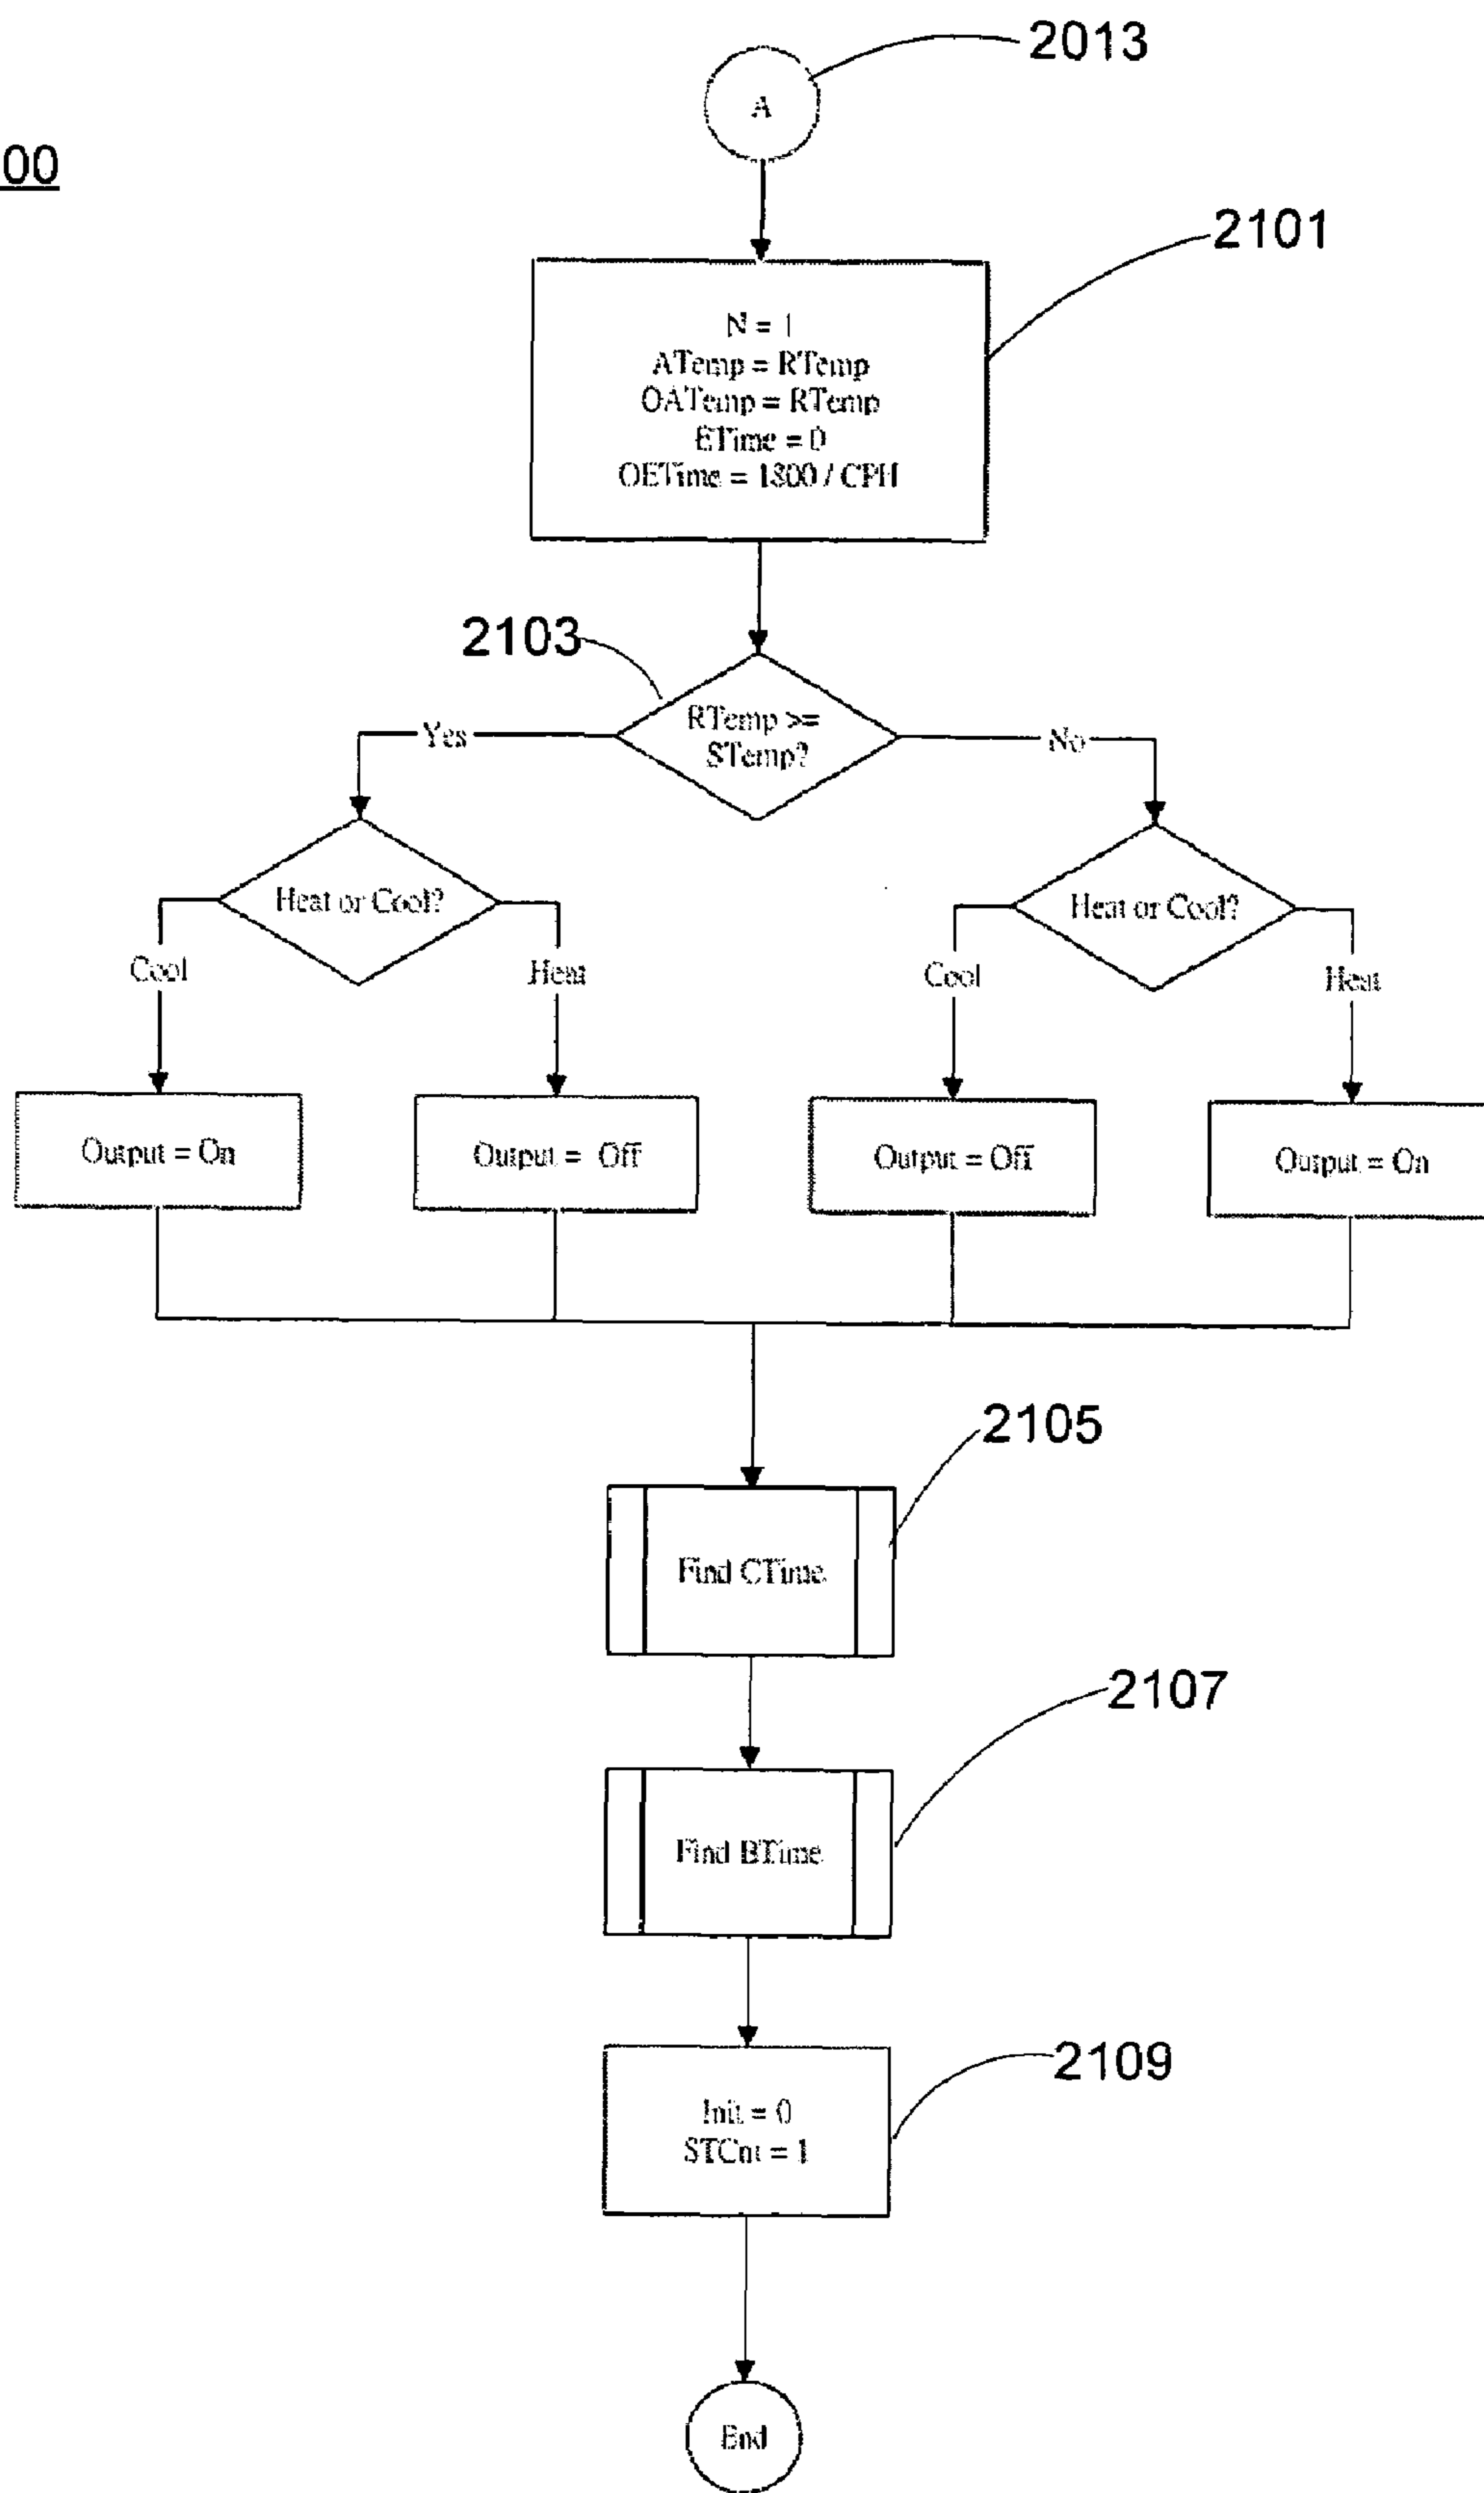 2013
A
00
2101
N = 1
ATemp = RTemp
OATemp = RTemp
ETime = 0
OETime = 1800 / CPH
2103
RTemp >=
STemp?
Yes
No
Heat or Cool?
Heat or Cool?
Cool
Heat
Cool
Heat
Output = On
Output = Off
Output = Off
Output = On
2105
Find CTime
2107
Find BTime
2109
Init = 0
STCnt = 1
End